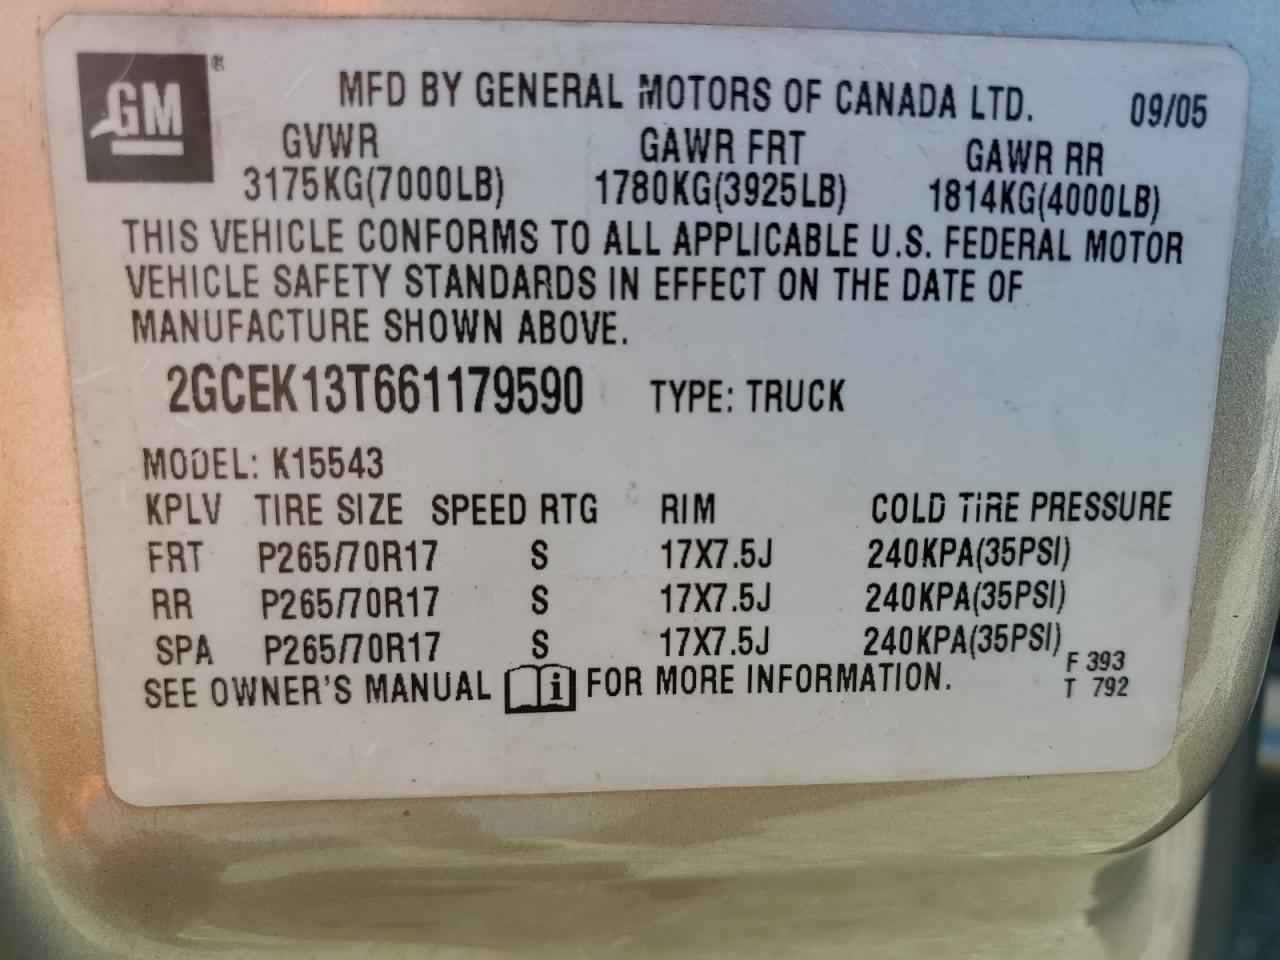 GM ®
MFD BY GENERAL MOTORS OF CANADA LTD. 09/05
GVWR GAWR FRT GAWR RR
3175KG(7000LB) 1780KG(3925LB) 1814KG(4000LB)
THIS VEHICLE CONFORMS TO ALL APPLICABLE U.S. FEDERAL MOTOR
VEHICLE SAFETY STANDARDS IN EFFECT ON THE DATE OF
MANUFACTURE SHOWN ABOVE.
2GCEK13T661179590 TYPE: TRUCK
MODEL: K15543
KPLV TIRE SIZE SPEED RTG RIM COLD TIRE PRESSURE
FRT P265/70R17 S 17X7.5J 240KPA(35PSI)
RR P265/70R17 S 17X7.5J 240KPA(35PSI)
SPA P265/70R17 S 17X7.5J 240KPA(35PSI)
SEE OWNER'S MANUAL i FOR MORE INFORMATION.
F 393
T 792